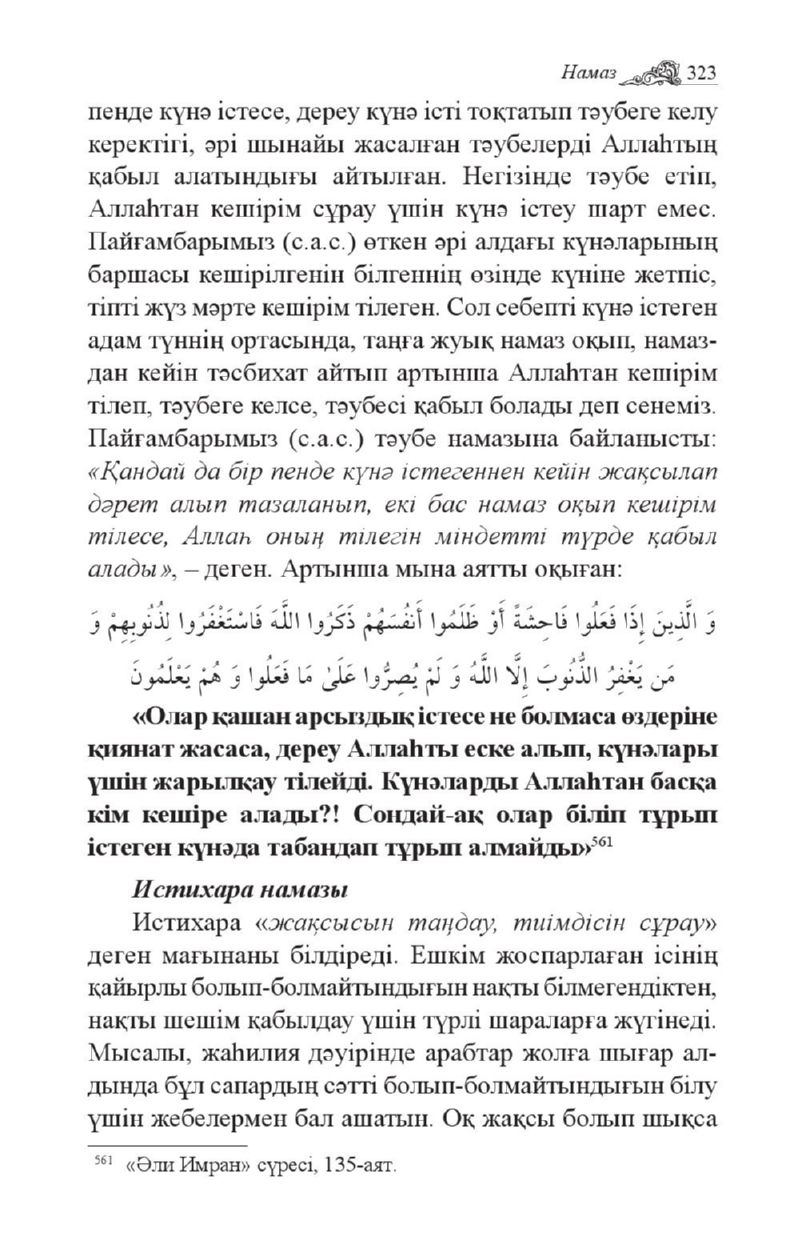 Намаз 323
пенде күнә істесе, дереу күнә істі тоқтатып тәубеге келу
керектігі, әрі шынайы жасалған тәубелерді Аллаһтың
қабыл алатындығы айтылған. Негізінде тәубе етіп,
Аллаһтан кешірім сұрау үшін күнә істеу шарт емес.
Пайғамбарымыз (с.а.с.) өткен әрі алдағы күнәларының
баршасы кешірілгенін білгеннің өзінде күніне жетпіс,
тіпті жүз мәрте кешірім тілеген. Сол себепті күнә істеген
адам түннің ортасында, таңға жуық намаз оқып, намаз-
дан кейін тәсбихат айтып артынша Аллаһтан кешірім
тілеп, тәубеге келсе, тәубесі қабыл болады деп сенеміз.
Пайғамбарымыз (с.а.с.) тәубе намазына байланысты:
«Қандай да бір пенде күнә істегеннен кейін жақсылап
дәрет алып тазаланып, екі бас намаз оқып кешірім
тілесе, Аллаһ оның тілегін міндетті түрде қабыл
алады», – деген. Артынша мына аятты оқыған:
وَ الَّذِينَ إِذَا فَعَلُوا فَاحِشَةً أَوْ ظَلَمُوا أَنفُسَهُمْ ذَكَرُوا اللَّهَ فَاسْتَغْفَرُوا لِذُنُوبِهِمْ وَ
مَن يَغْفِرُ الذُّنُوبَ إِلَّا اللَّهُ وَ لَمْ يُصِرُّوا عَلَىٰ مَا فَعَلُوا وَ هُمْ يَعْلَمُونَ
«Олар қашан арсыздық істесе не болмаса өздеріне
қиянат жасаса, дереу Аллаһты еске алып, күнәлары
үшін жарылқау тілейді. Күнәларды Аллаһтан басқа
кім кешіре алады?! Сондай-ақ олар біліп тұрып
істеген күнәда табандап тұрып алмайды»561
Истихара намазы
Истихара «жақсысын таңдау, тиімдісін сұрау»
деген мағынаны білдіреді. Ешкім жоспарлаған ісінің
қайырлы болып-болмайтындығын нақты білмегендіктен,
нақты шешім қабылдау үшін түрлі шараларға жүгінеді.
Мысалы, жаһилия дәуірінде арабтар жолға шығар ал-
дында бұл сапардың сәтті болып-болмайтындығын білу
үшін жебелермен бал ашатын. Оқ жақсы болып шықса
561 «Әли Имран» сүресі, 135-аят.